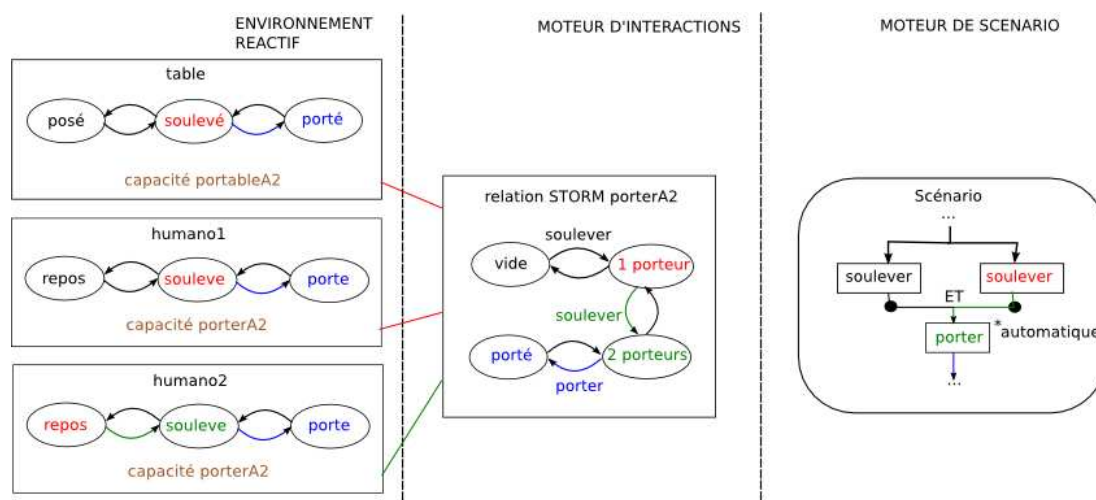 ENVIRONNEMENT
REACTIF
MOTEUR D'INTERACTIONS
MOTEUR DE SCENARIO
table
posé
soulevé
porté
capacité portableA2
humano1
repos
souleve
porte
capacité porterA2
humano2
repos
souleve
porte
capacité porterA2
relation STORM porterA2
soulever
vide
1 porteur
soulever
porté
2 porteurs
porter
Scénario
...
soulever
soulever
ET
porter
*automatique
...